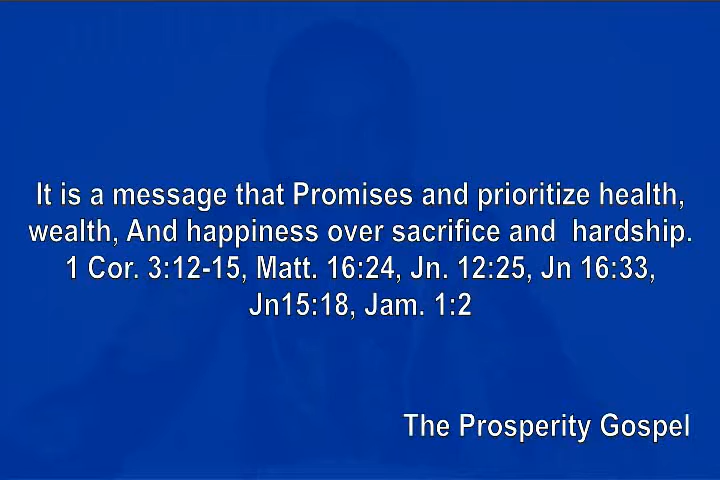 It is a message that Promises and prioritize health,
wealth, And happiness over sacrifice and  hardship.
1 Cor. 3:12-15, Matt. 16:24, Jn. 12:25, Jn 16:33,
Jn15:18, Jam. 1:2
The Prosperity Gospel